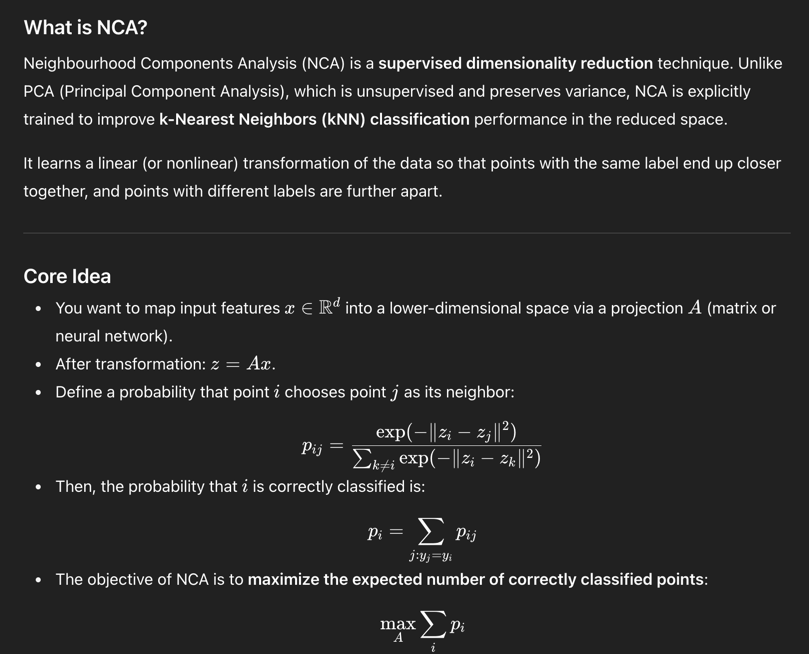 What is NCA?
Neighbourhood Components Analysis (NCA) is a supervised dimensionality reduction technique. Unlike
PCA (Principal Component Analysis), which is unsupervised and preserves variance, NCA is explicitly
trained to improve k-Nearest Neighbors (kNN) classification performance in the reduced space.
It learns a linear (or nonlinear) transformation of the data so that points with the same label end up closer
together, and points with different labels are further apart.
Core Idea
• You want to map input features x ∈ ℝ^d into a lower-dimensional space via a projection A (matrix or
neural network).
• After transformation: z = Ax.
• Define a probability that point i chooses point j as its neighbor:
p_{ij} = \frac{exp(−‖z_i − z_j‖^2)}{∑_{k≠i} exp(−‖z_i − z_k‖^2)}
• Then, the probability that i is correctly classified is:
p_i = ∑_{j:y_j=y_i} p_{ij}
• The objective of NCA is to maximize the expected number of correctly classified points:
max_A ∑_i p_i